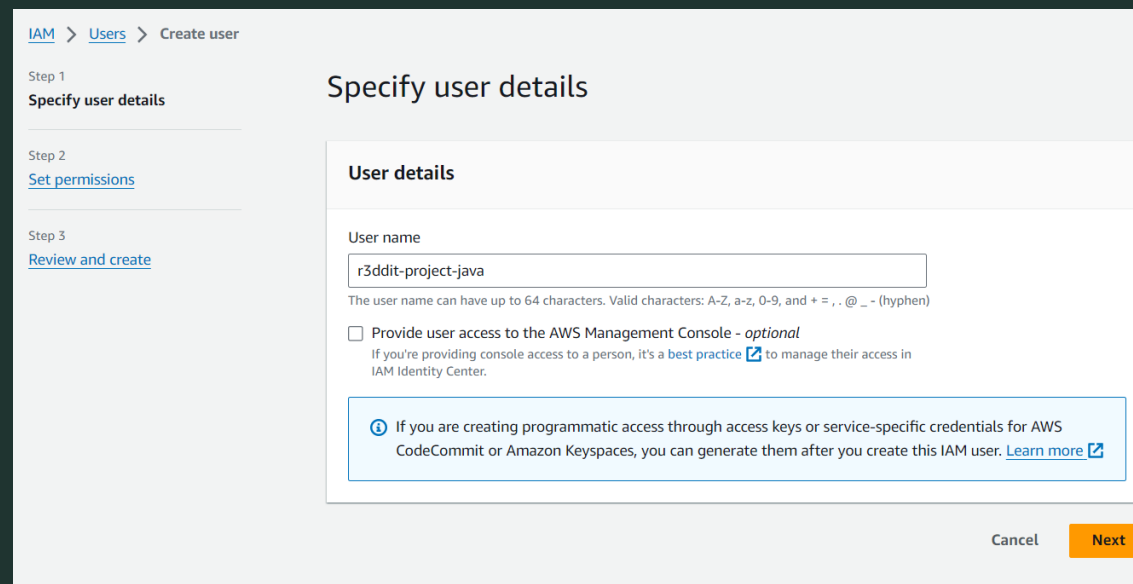 IAM > Users > Create user
Step 1
Specify user details
Step 2
Set permissions
Step 3
Review and create
Specify user details
User details
User name
r3ddit-project-java
The user name can have up to 64 characters. Valid characters: A-Z, a-z, 0-9, and + = , . @ _ - (hyphen)
Provide user access to the AWS Management Console - optional
If you're providing console access to a person, it's a best practice to manage their access in
IAM Identity Center.
If you are creating programmatic access through access keys or service-specific credentials for AWS
CodeCommit or Amazon Keyspaces, you can generate them after you create this IAM user. Learn more
Cancel
Next